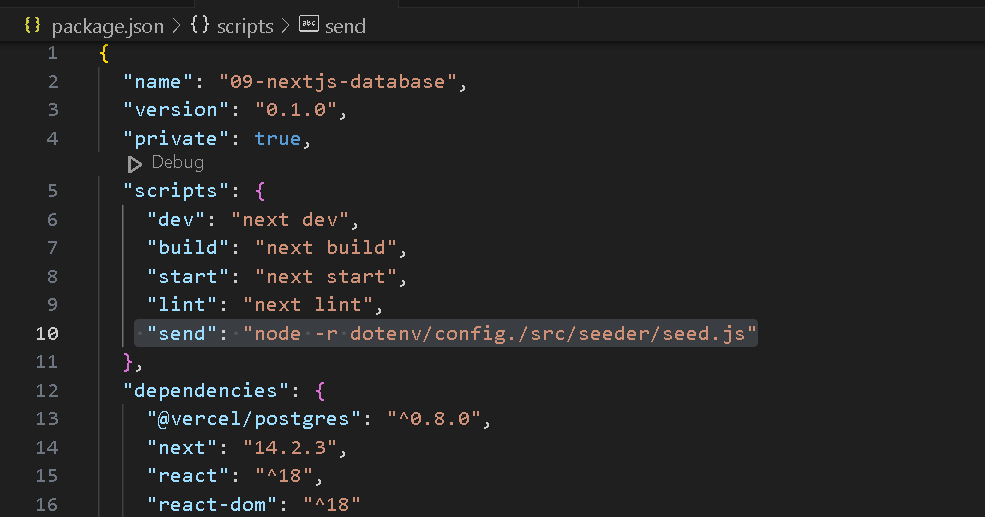 {} package.json > {} scripts > abc send
1 {
2 "name": "09-nextjs-database",
3 "version": "0.1.0",
4 "private": true,
Debug
5 "scripts": {
6 "dev": "next dev",
7 "build": "next build",
8 "start": "next start",
9 "lint": "next lint",
10 "send": "node -r dotenv/config./src/seeder/seed.js"
11 },
12 "dependencies": {
13 "@vercel/postgres": "^0.8.0",
14 "next": "14.2.3",
15 "react": "^18",
16 "react-dom": "^18"